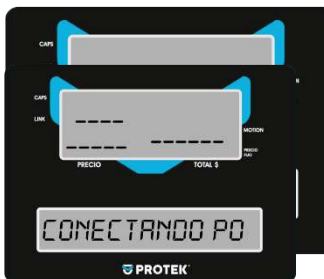 CAPS
CAPS
LINK
---- 
-----
------
MOTION
PRECIO
FIJO
PRECIO
TOTAL $
CONECTANDO PO
PROTEK